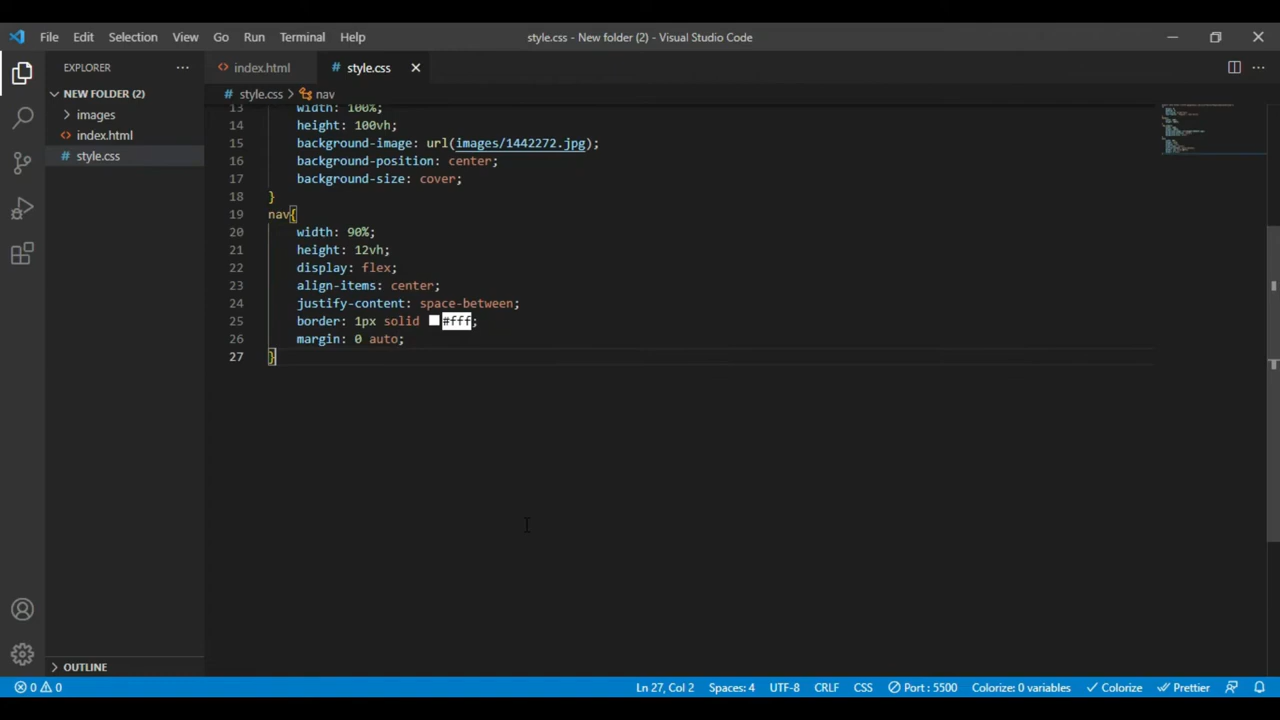 File Edit Selection View Go Run Terminal Help style.css - New folder (2) - Visual Studio Code
EXPLORER
index.html style.css
NEW FOLDER (2)
style.css > nav
images
index.html
style.css
13 width: 100%;
14 height: 100vh;
15 background-image: url(images/1442272.jpg);
16 background-position: center;
17 background-size: cover;
18 }
19 nav{
20 width: 90%;
21 height: 12vh;
22 display: flex;
23 align-items: center;
24 justify-content: space-between;
25 border: 1px solid #fff;
26 margin: 0 auto;
27 }
OUTLINE
0 0 Ln 27, Col 2 Spaces: 4 UTF-8 CRLF CSS Port : 5500 Colorize: 0 variables Colorize Prettier